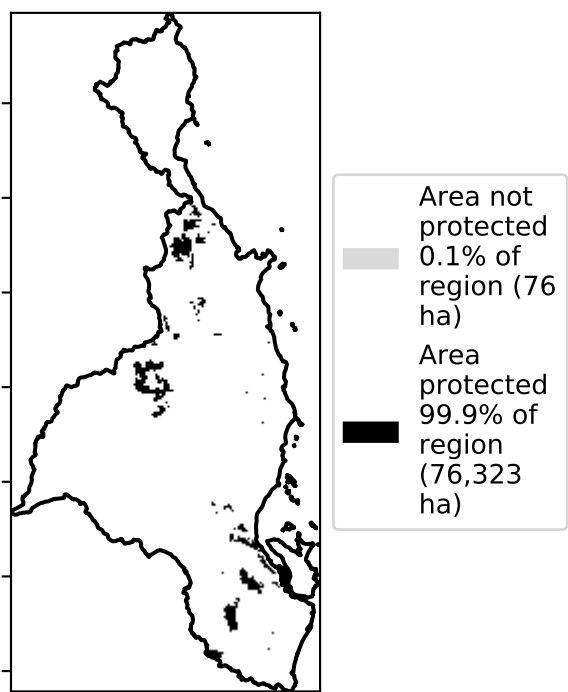 Area not
protected
0.1% of
region (76
ha)
Area
protected
99.9% of
region
(76,323
ha)